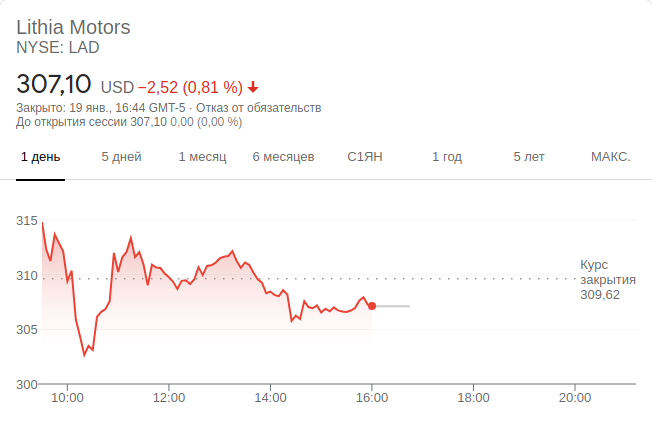 Lithia Motors
NYSE: LAD
307,10 USD −2,52 (0,81 %)
Закрыто: 19 янв., 16:44 GMT-5 · Отказ от обязательств
До открытия сессии 307,10 0,00 (0,00 %)
1 день 5 дней 1 месяц 6 месяцев С1ЯН 1 год 5 лет МАКС.
315
310
305
300
Курс
закрытия
309,62
10:00 12:00 14:00 16:00 18:00 20:00